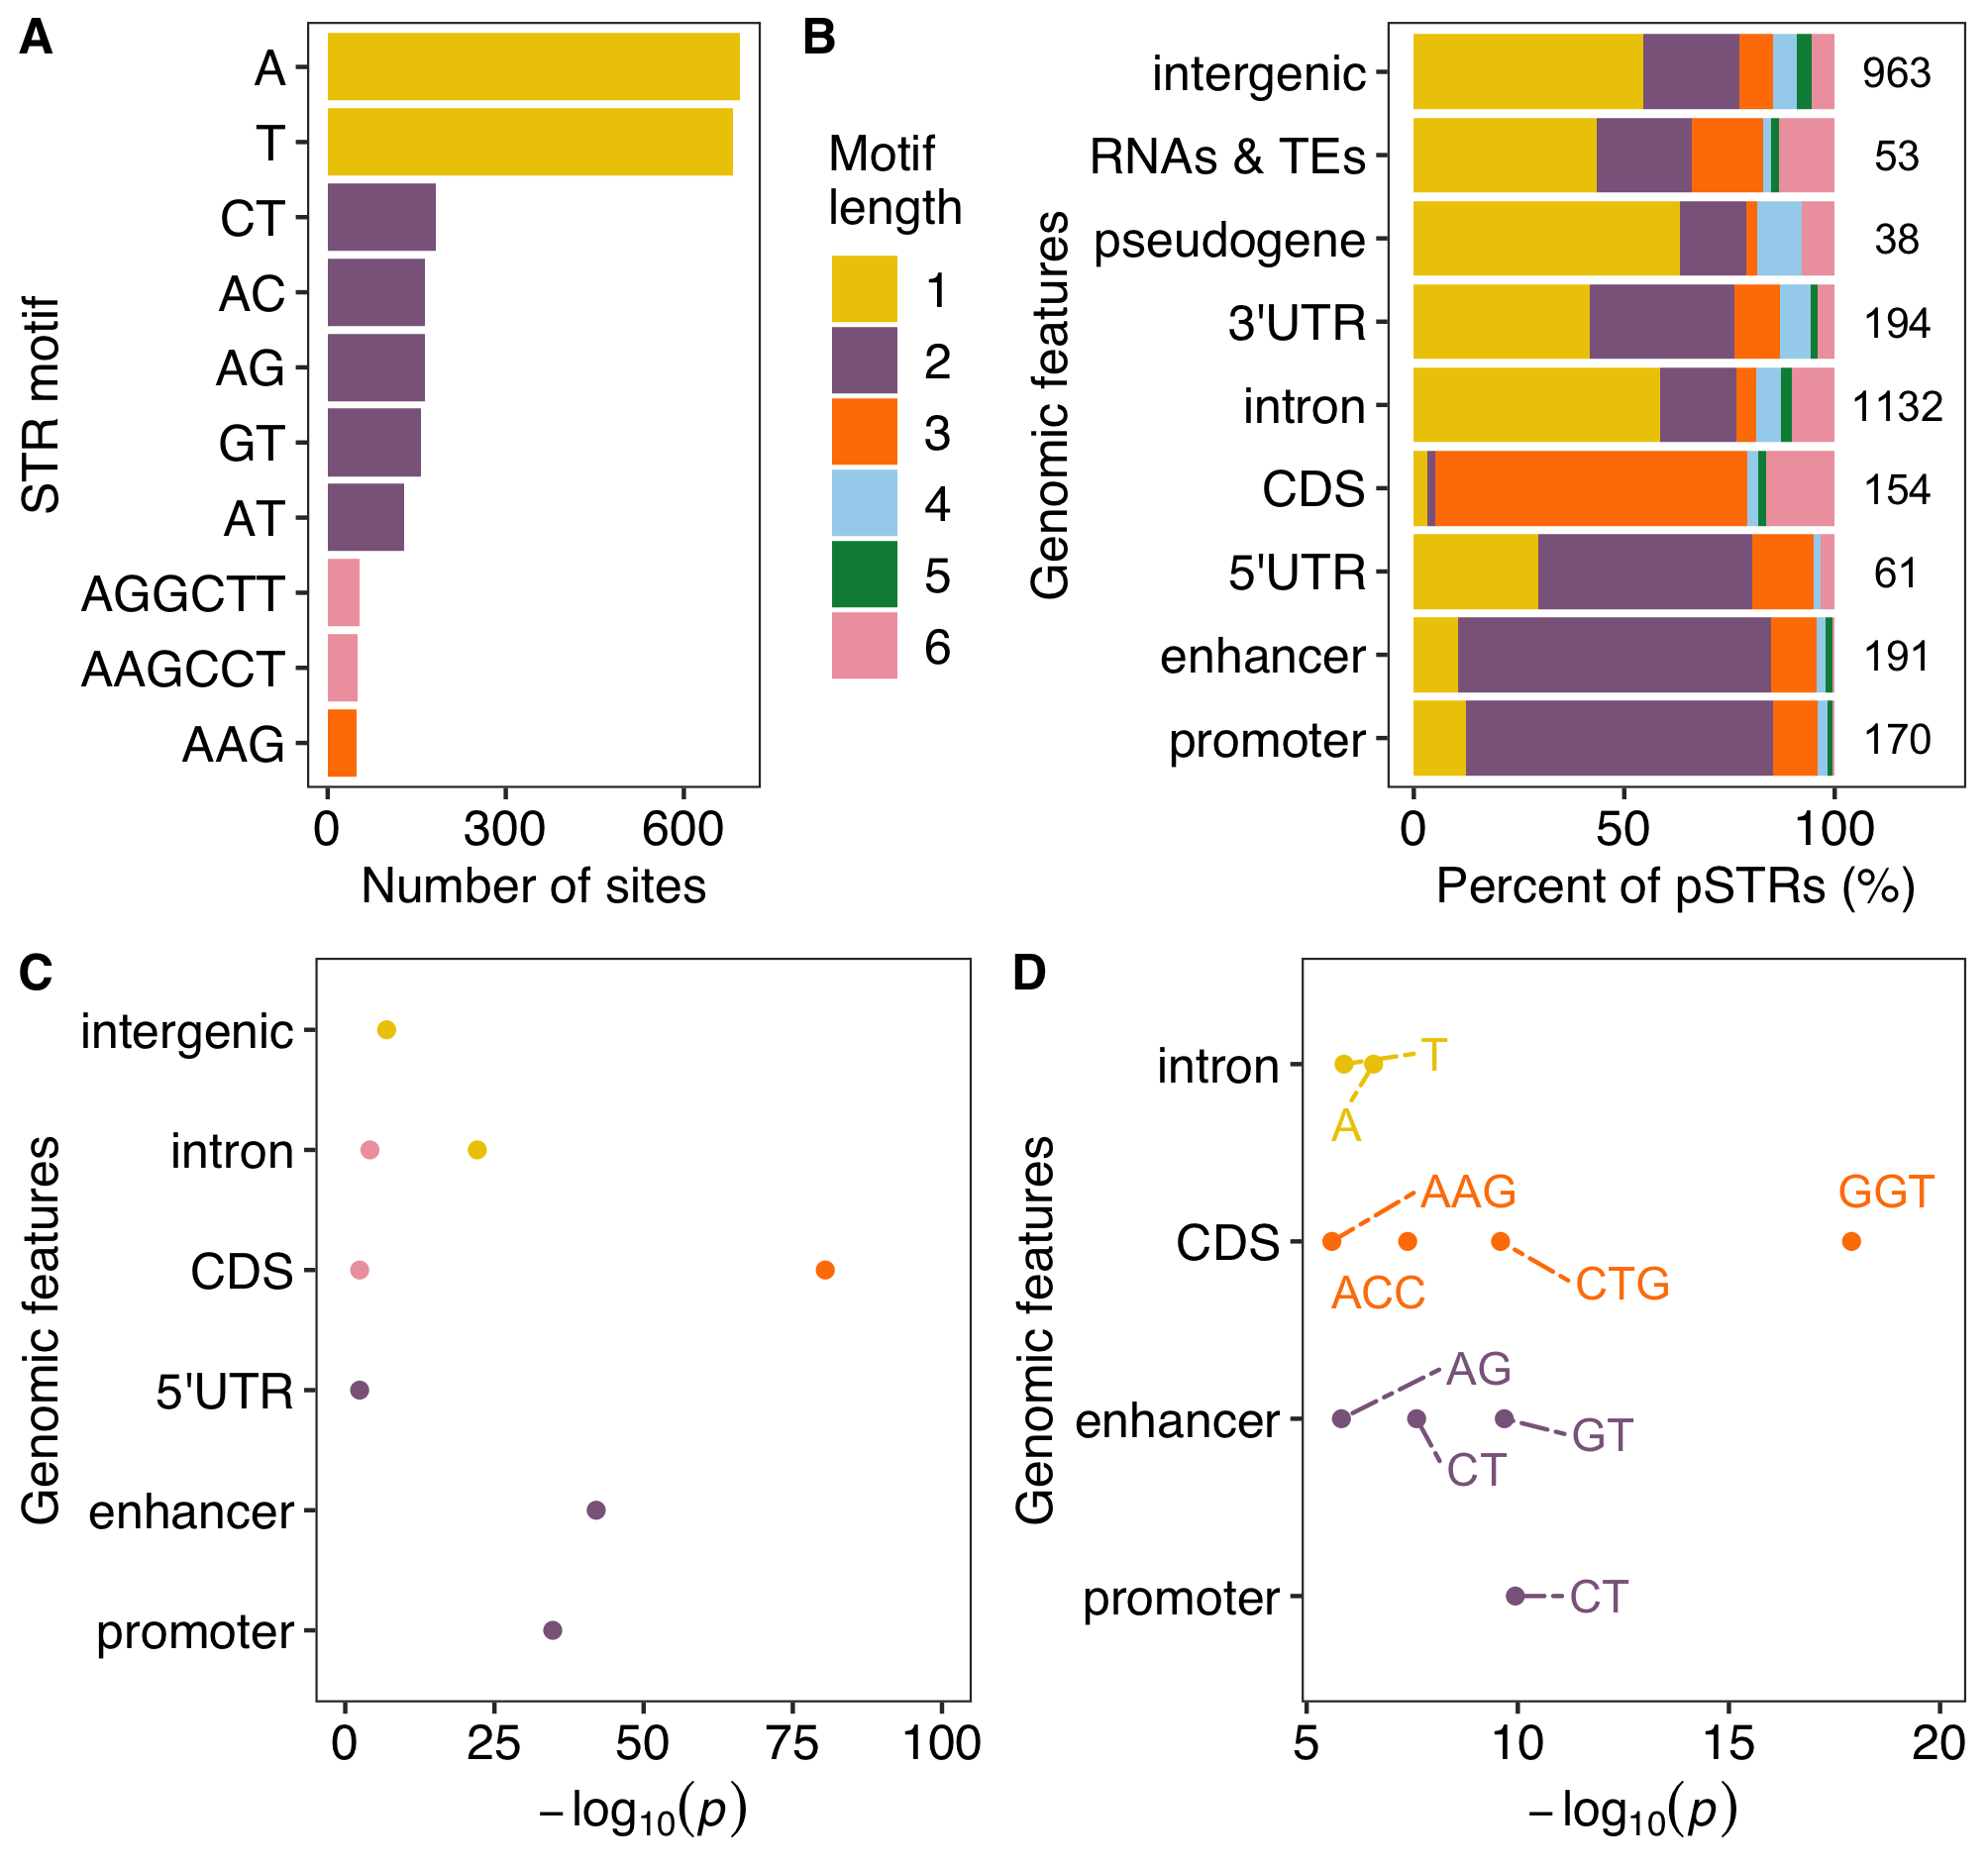 A
A
T
CT
AC
AG
GT
AT
AGGCTT
AAGCCT
AAG
STR motif
0 300 600
Number of sites
Motif
length
1
2
3
4
5
6
B
intergenic 963
RNAs & TEs 53
pseudogene 38
3'UTR 194
intron 1132
CDS 154
5'UTR 61
enhancer 191
promoter 170
Genomic features
0 50 100
Percent of pSTRs (%)
C
intergenic
intron
CDS
5'UTR
enhancer
promoter
Genomic features
0 25 50 75 100
−log₁₀(p)
D
intron
T
A
CDS
AAG
GGT
ACC
CTG
enhancer
AG
GT
CT
promoter
CT
Genomic features
5 10 15 20
−log₁₀(p)